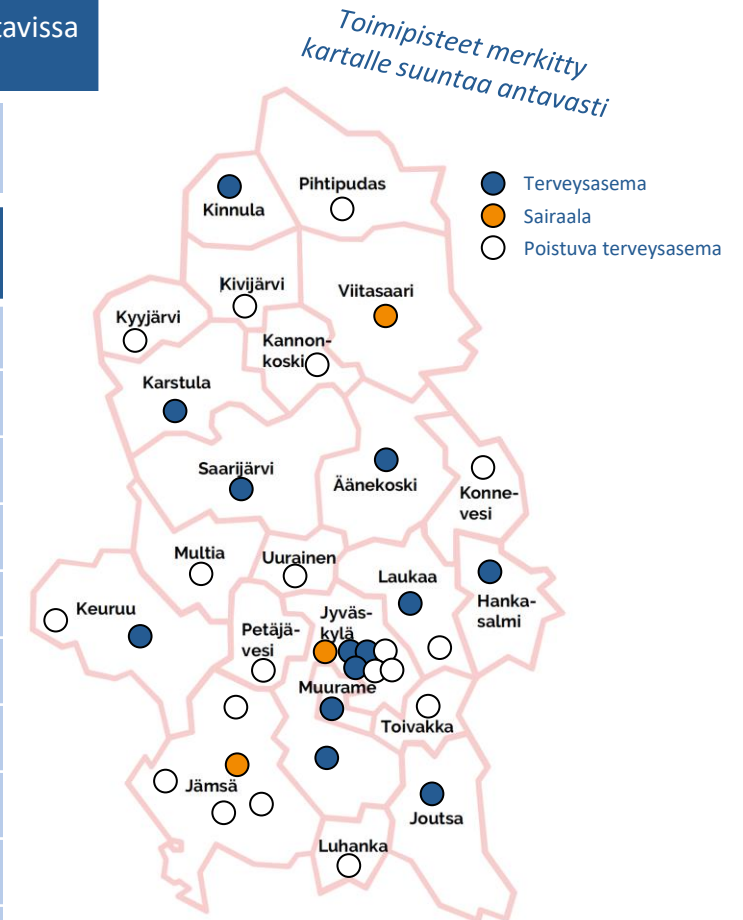 tavissa
Toimipisteet merkitty
kartalle suuntaa antavasti
Terveysasema
Sairaala
Poistuva terveysasema
Kinnula
Pihtipudas
Kivijärvi
Viitasaari
Kyyjärvi
Kannon-
koski
Karstula
Saarijärvi
Äänekoski
Konne-
vesi
Multia
Uurainen
Laukaa
Hanka-
salmi
Keuruu
Petäjä-
vesi
Jyväs-
kylä
Muurame
Toivakka
Jämsä
Joutsa
Luhanka